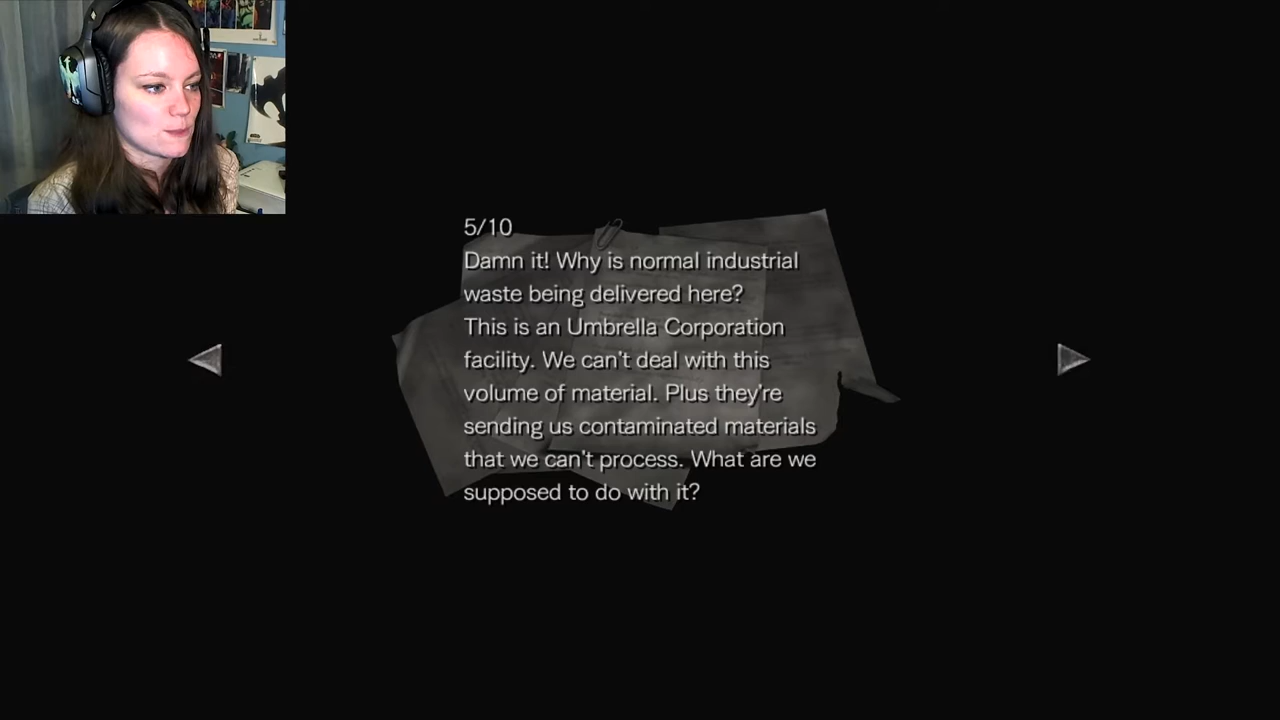 5/10
Damn it! Why is normal industrial
waste being delivered here?
This is an Umbrella Corporation
facility. We can't deal with this
volume of material. Plus they're
sending us contaminated materials
that we can't process. What are we
supposed to do with it?